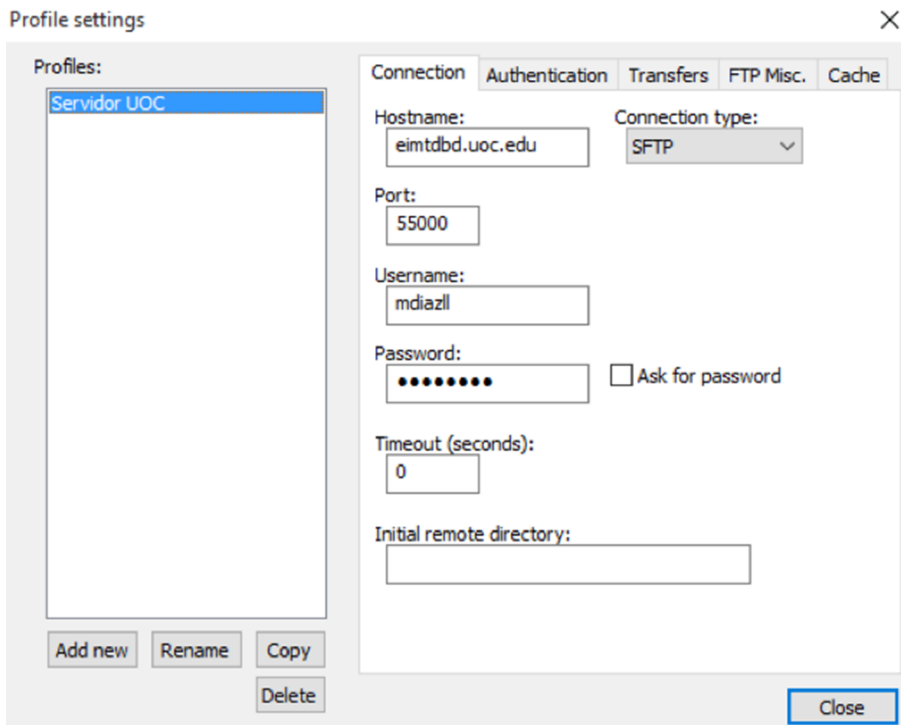 Profile settings
Profiles:
Servidor UOC
Add new Rename Copy
Delete
Connection Authentication Transfers FTP Misc. Cache
Hostname: Connection type:
eimtdbd.uoc.edu SFTP
Port:
55000
Username:
mdiazll
Password:
••••••••
Ask for password
Timeout (seconds):
0
Initial remote directory:
Close